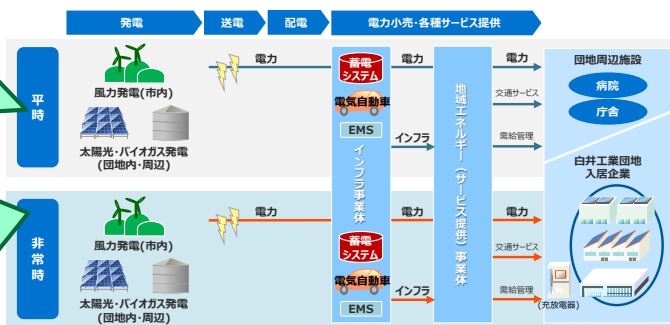 発電
送電
配電
電力小売・各種サービス提供
平時
風力発電(市内)
太陽光・バイオガス発電
(団地内・周辺)
電力
蓄電
システム
電気自動車
EMS
インフラ事業体
電力
インフラ
地域エネルギー(サービス提供)事業体
電力
交通サービス
需給管理
団地周辺施設
病院
庁舎
白井工業団地
入居企業
非常時
風力発電(市内)
太陽光・バイオガス発電
(団地内・周辺)
電力
蓄電
システム
電気自動車
EMS
電力
インフラ
電力
交通サービス
需給管理
(充放電器)